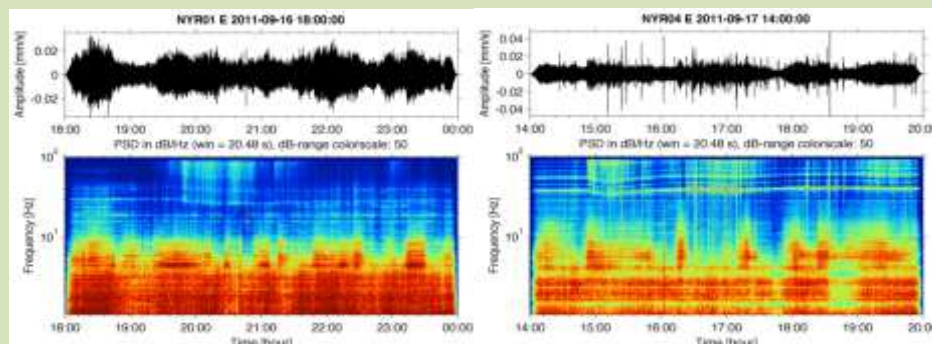 NYR01 E 2011-09-16 18:00:00
Amplitude [mm/s]
0.02
0
-0.02
18:00 19:00 20:00 21:00 22:00 23:00 00:00
PSD in dB/Hz (win = 20.48 s), dB-range colorscale: 50
Frequency [Hz]
10¹
18:00 19:00 20:00 21:00 22:00 23:00 00:00
Time [hour]
NYR04 E 2011-09-17 14:00:00
Amplitude [mm/s]
0.04
0.02
0
-0.02
-0.04
14:00 15:00 16:00 17:00 18:00 19:00 20:00
PSD in dB/Hz (win = 20.48 s), dB-range colorscale: 50
Frequency [Hz]
10¹
14:00 15:00 16:00 17:00 18:00 19:00 20:00
Time [hour]